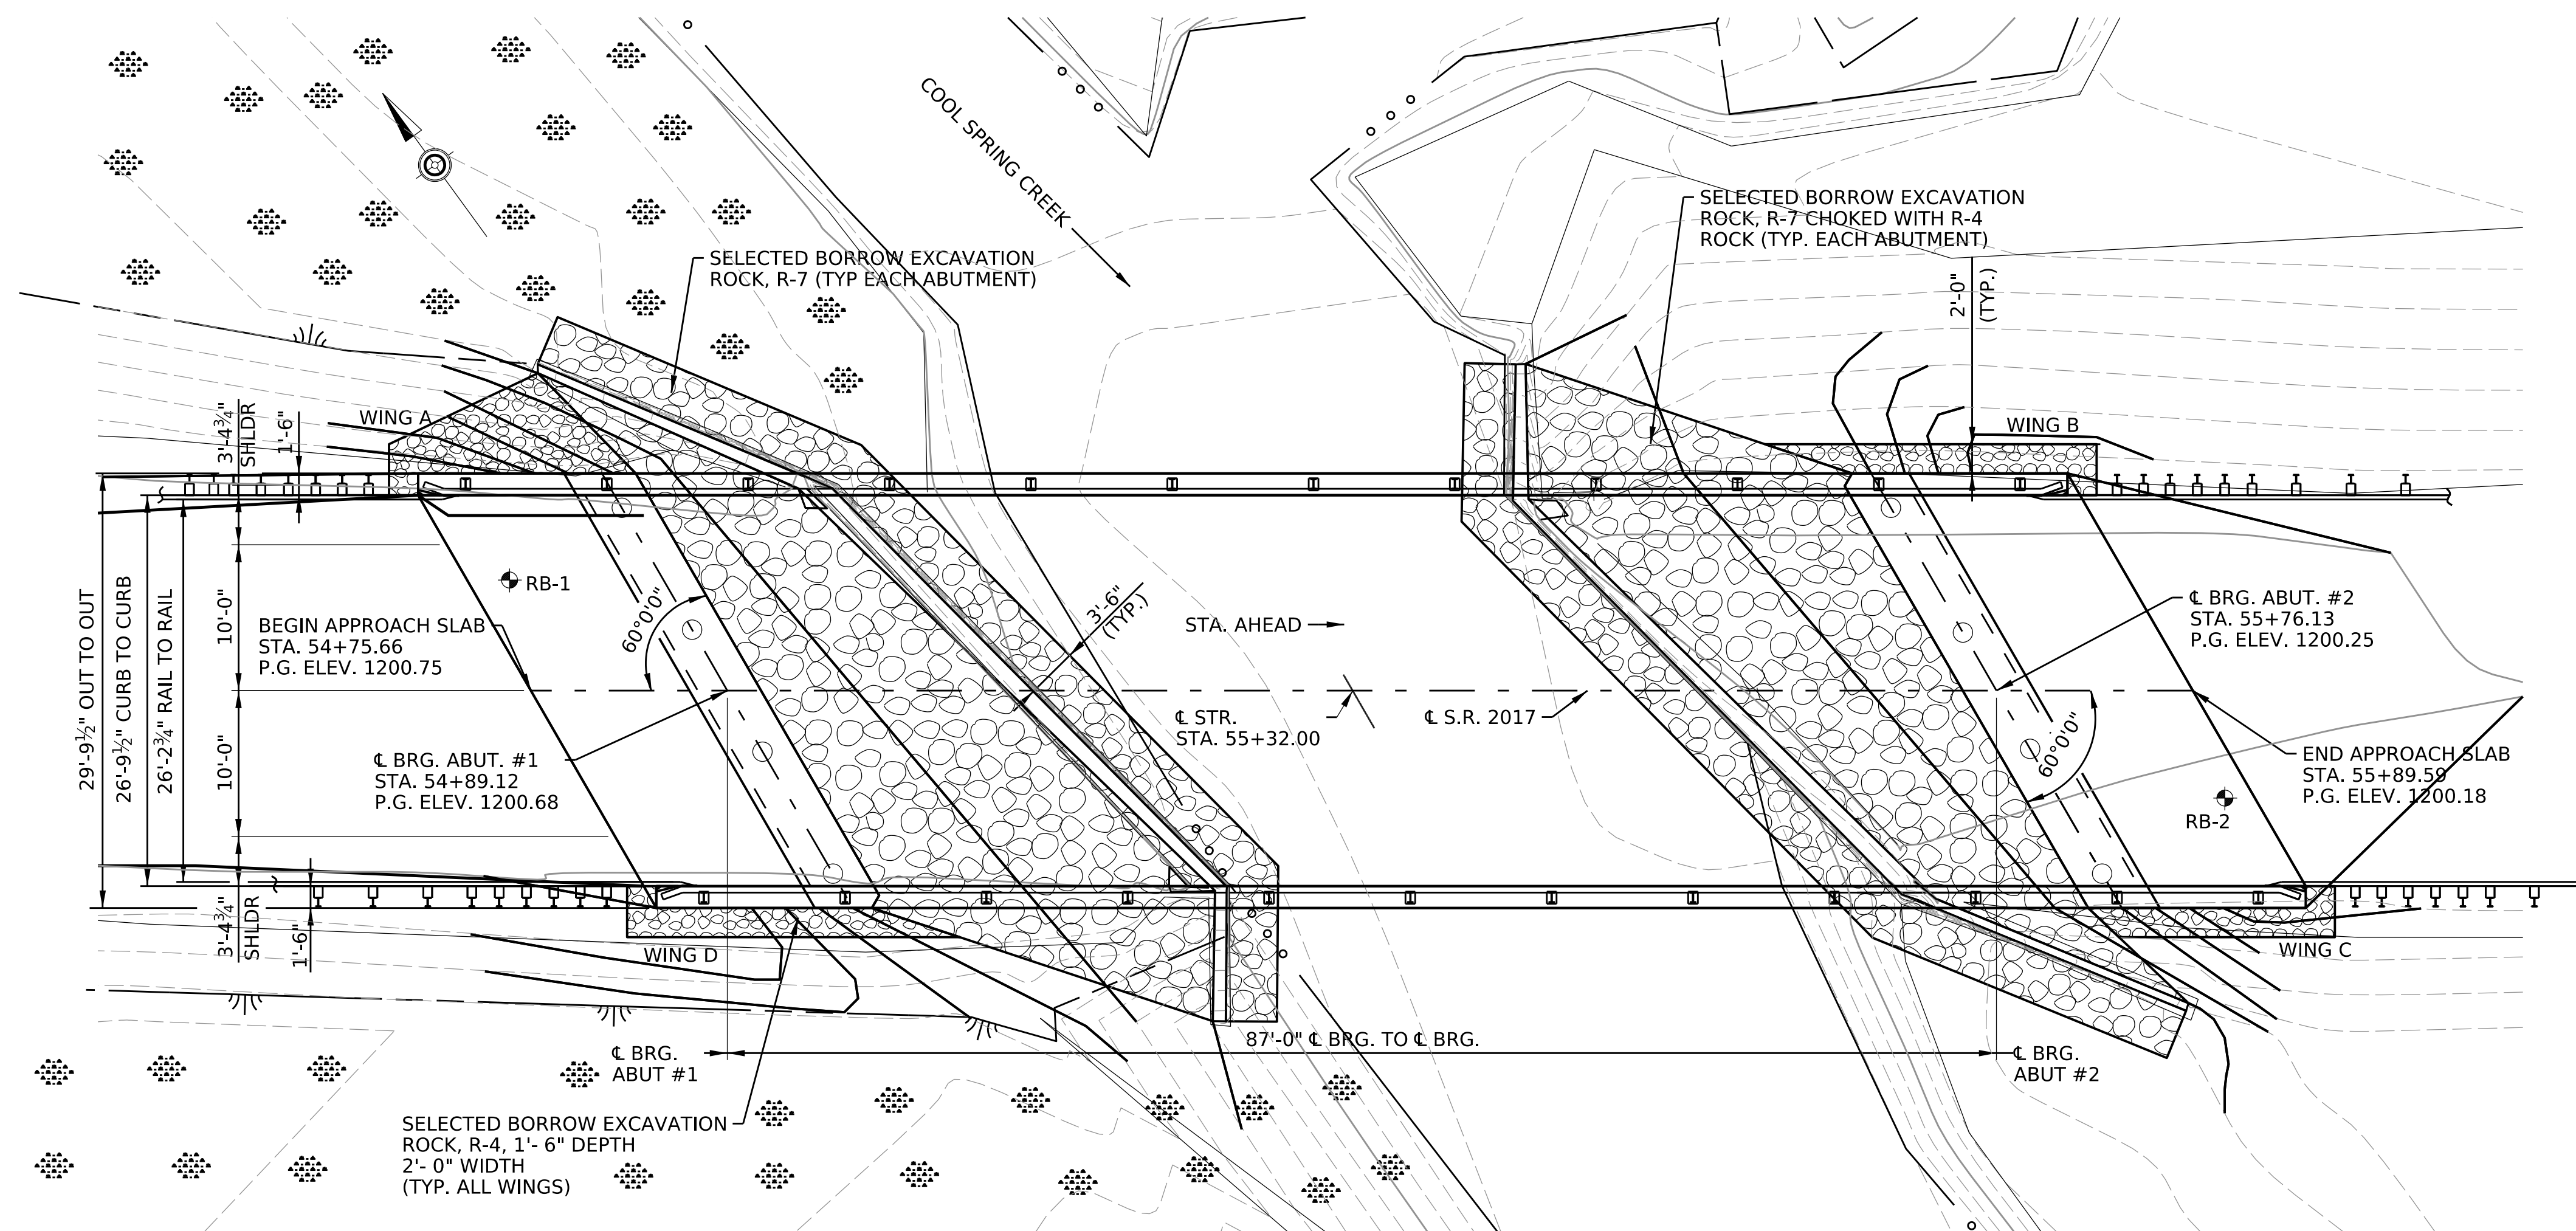 COOL SPRING CREEK
SELECTED BORROW EXCAVATION
ROCK, R-7 (TYP EACH ABUTMENT)
SELECTED BORROW EXCAVATION
ROCK, R-7 CHOKED WITH R-4
ROCK (TYP. EACH ABUTMENT)
2'-0"
(TYP.)
WING A
WING B
3'-4¾"
SHLDR
1'-6"
29'-9½" OUT TO OUT
26'-9½" CURB TO CURB
26'-2¾" RAIL TO RAIL
10'-0"
10'-0"
3'-4¾"
SHLDR
1'-6"
RB-1
BEGIN APPROACH SLAB
STA. 54+75.66
P.G. ELEV. 1200.75
60°0'0"
3'-6"
(TYP.)
STA. AHEAD
℄ BRG. ABUT. #2
STA. 55+76.13
P.G. ELEV. 1200.25
℄ STR.
STA. 55+32.00
℄ S.R. 2017
60°0'0"
℄ BRG. ABUT. #1
STA. 54+89.12
P.G. ELEV. 1200.68
END APPROACH SLAB
STA. 55+89.59
P.G. ELEV. 1200.18
RB-2
WING D
WING C
℄ BRG.
ABUT #1
87'-0" ℄ BRG. TO ℄ BRG.
℄ BRG.
ABUT #2
SELECTED BORROW EXCAVATION
ROCK, R-4, 1'- 6" DEPTH
2'- 0" WIDTH
(TYP. ALL WINGS)